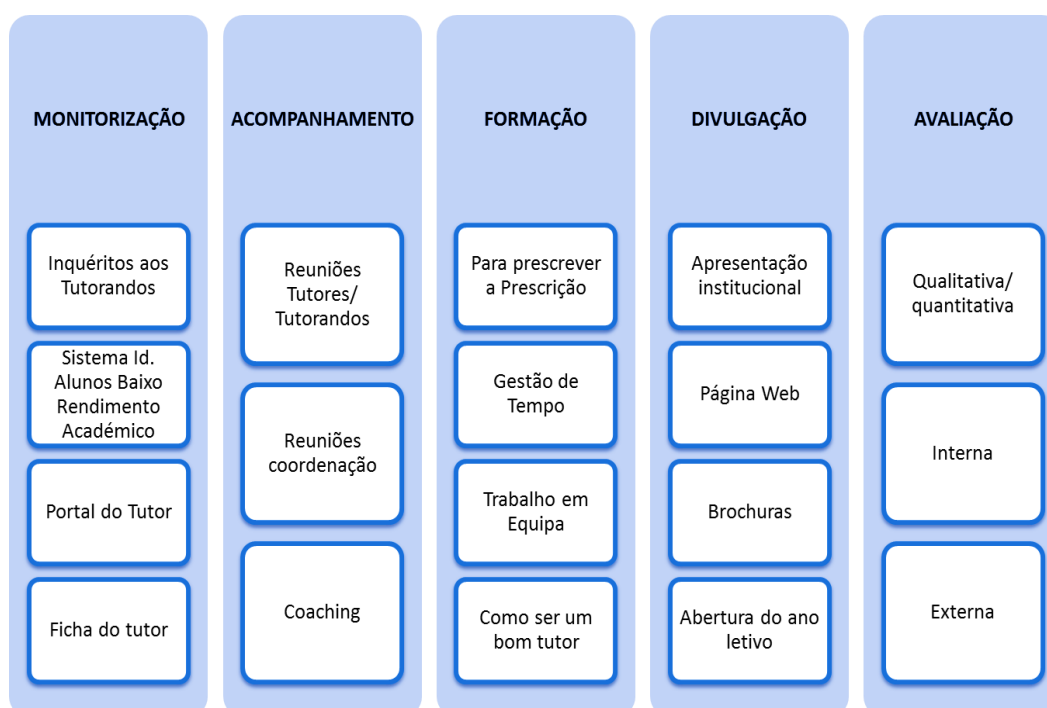 MONITORIZAÇÃO
Inquéritos aos
Tutorandos
Sistema Id.
Alunos Baixo
Rendimento
Académico
Portal do Tutor
Ficha do tutor
ACOMPANHAMENTO
Reuniões
Tutores/
Tutorandos
Reuniões
coordenação
Coaching
FORMAÇÃO
Para prescrever
a Prescrição
Gestão de
Tempo
Trabalho em
Equipa
Como ser um
bom tutor
DIVULGAÇÃO
Apresentação
institucional
Página Web
Brochuras
Abertura do ano
letivo
AVALIAÇÃO
Qualitativa/
quantitativa
Interna
Externa